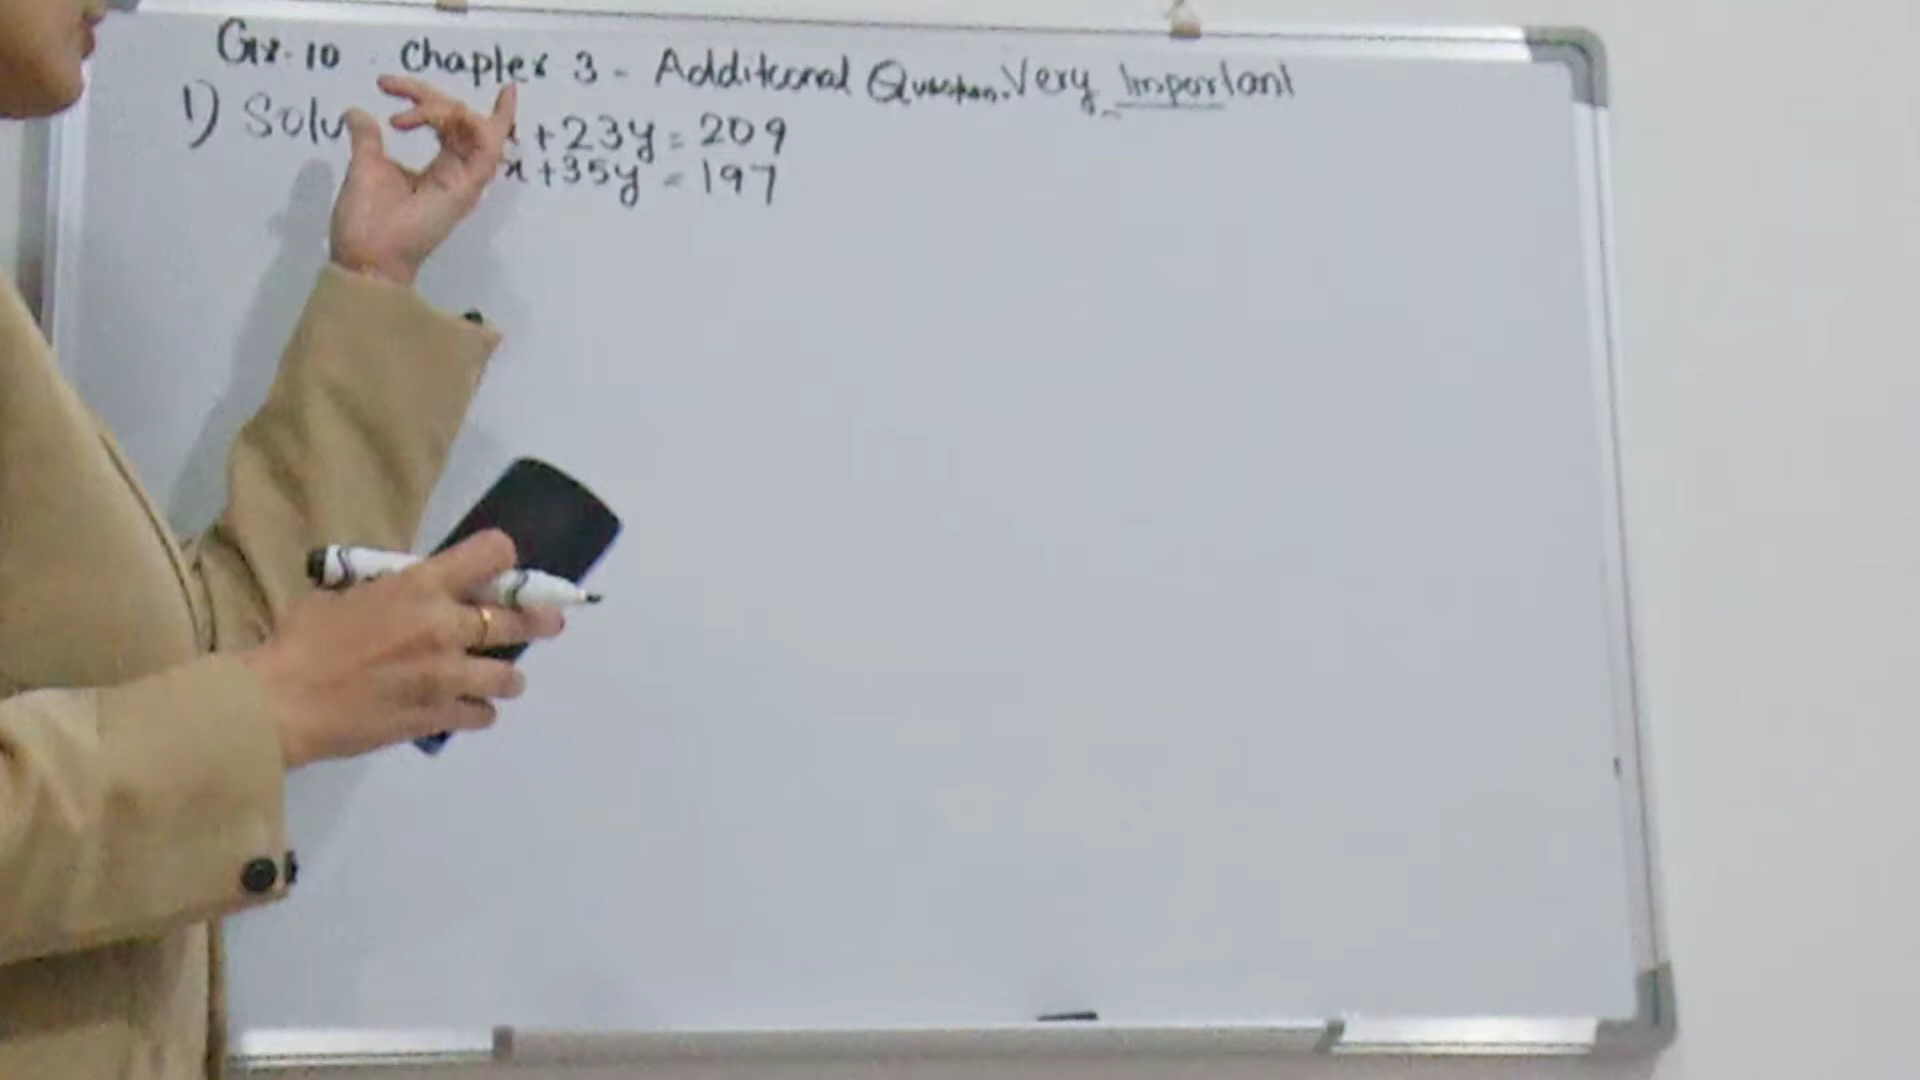 Gr.10 . Chapter 3 - Additional Question. Very Important
1) Solv x+23y = 209
x+35y = 197